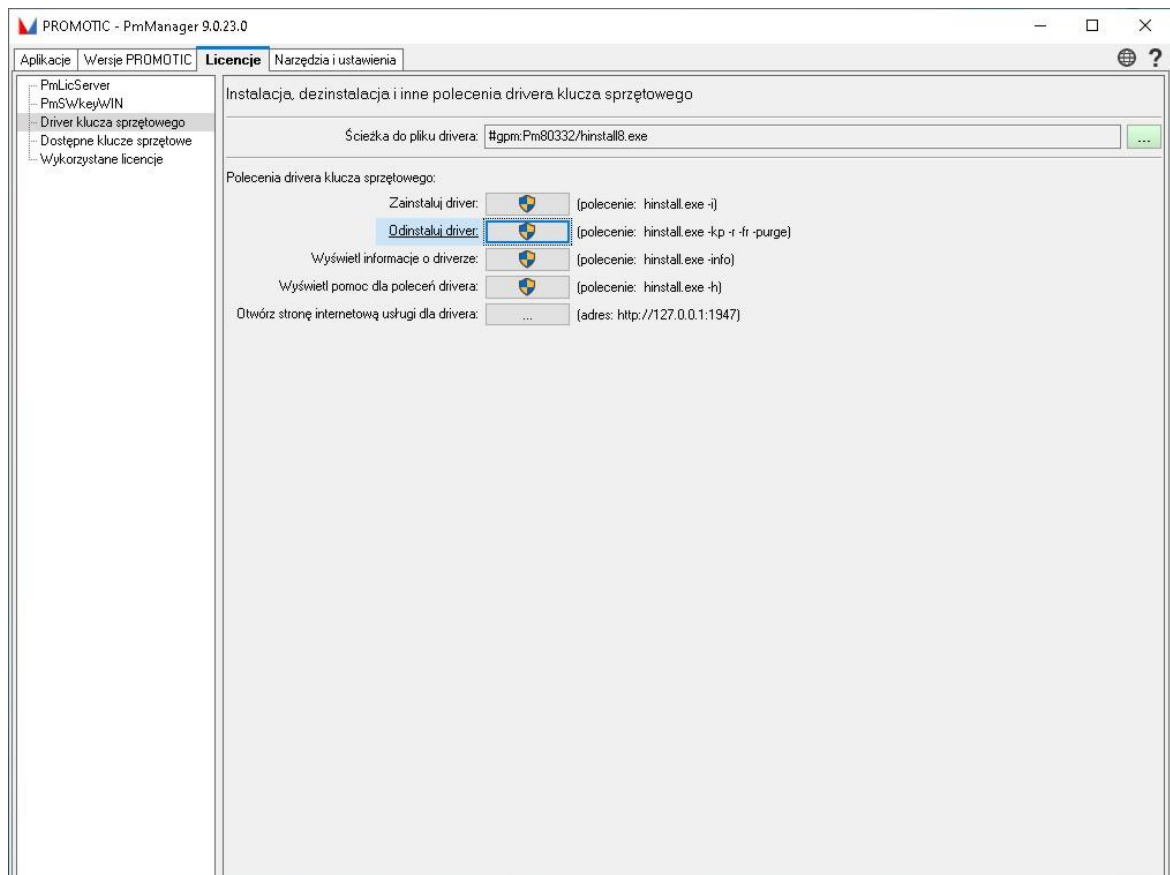 PROMOTIC - PmManager 9.0.23.0
Aplikacje Wersje PROMOTIC Licencje Narzędzia i ustawienia ?
PmLicServer
PmSWkeyWIN
Driver klucza sprzętowego
Dostępne klucze sprzętowe
Wykorzystane licencje
Instalacja, dezinstalacja i inne polecenia drivera klucza sprzętowego
Ścieżka do pliku drivera: #gpm:Pm80332/hinstall8.exe ...
Polecenia drivera klucza sprzętowego:
Zainstaluj driver: (polecenie: hinstall.exe -i)
Odinstaluj driver: (polecenie: hinstall.exe -kp -r -fr -purge)
Wyświetl informacje o driverze: (polecenie: hinstall.exe -info)
Wyświetl pomoc dla poleceń drivera: (polecenie: hinstall.exe -h)
Otwórz stronę internetową usługi dla drivera: ... (adres: http://127.0.0.1:1947)